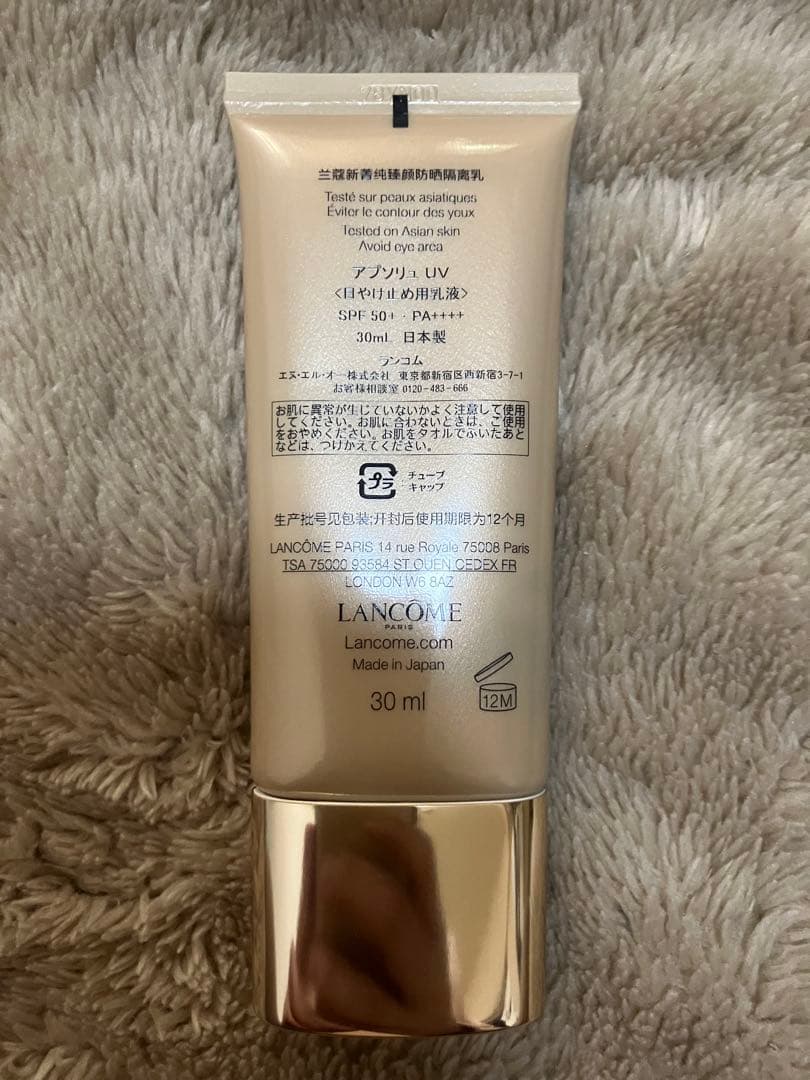 兰蔻新菁纯臻颜防晒隔离乳
Testé sur peaux asiatiques
Éviter le contour des yeux
Tested on Asian skin
Avoid eye area
アプソリュ UV
〈日やけ止め用乳液〉
SPF 50+・PA++++
30mL 日本製
ランコム
エヌ・エル・オー株式会社 東京都新宿区西新宿3-7-1
お客様相談室 0120-483-666
お肌に異常が生じていないかよく注意して使用
してください。お肌に合わないときは、ご使用
をおやめください。お肌をタオルでふいたあと
などは、つけかえてください。
プラ
チューブ
キャップ
生产批号见包装;开封后使用期限为12个月
LANCÔME PARIS 14 rue Royale 75008 Paris
TSA 75000 93584 ST OUEN CEDEX FR
LONDON W6 8AZ
LANCÔME
PARIS
Lancome.com
Made in Japan
30 ml
12M